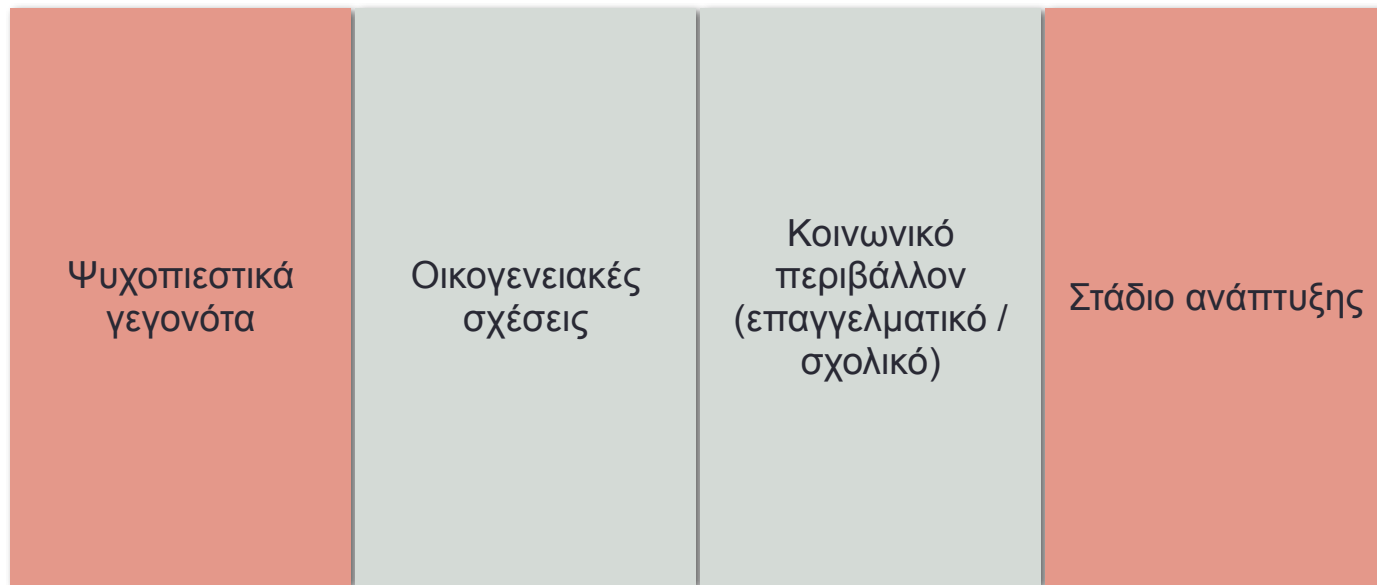 Ψυχοπιεστικά
γεγονότα
Οικογενειακές
σχέσεις
Κοινωνικό
περιβάλλον
(επαγγελματικό /
σχολικό)
Στάδιο ανάπτυξης